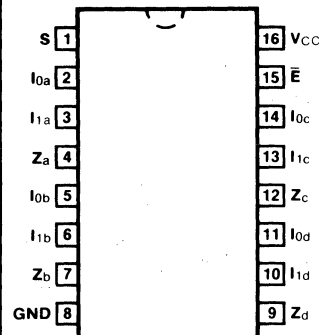 S 1 16 VCC
I0a 2 15 E̅
I1a 3 14 I0c
Za 4 13 I1c
I0b 5 12 Zc
I1b 6 11 I0d
Zb 7 10 I1d
GND 8 9 Zd